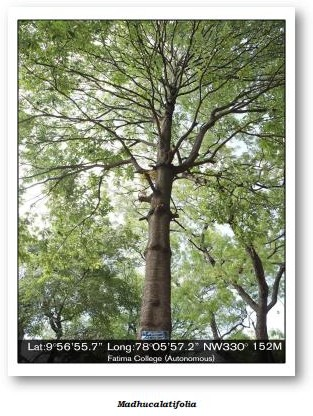 Lat:9°56'55.7" Long:78°05'57.2" NW330° 152M
Fatima College (Autonomous)
Madhucalatifolia